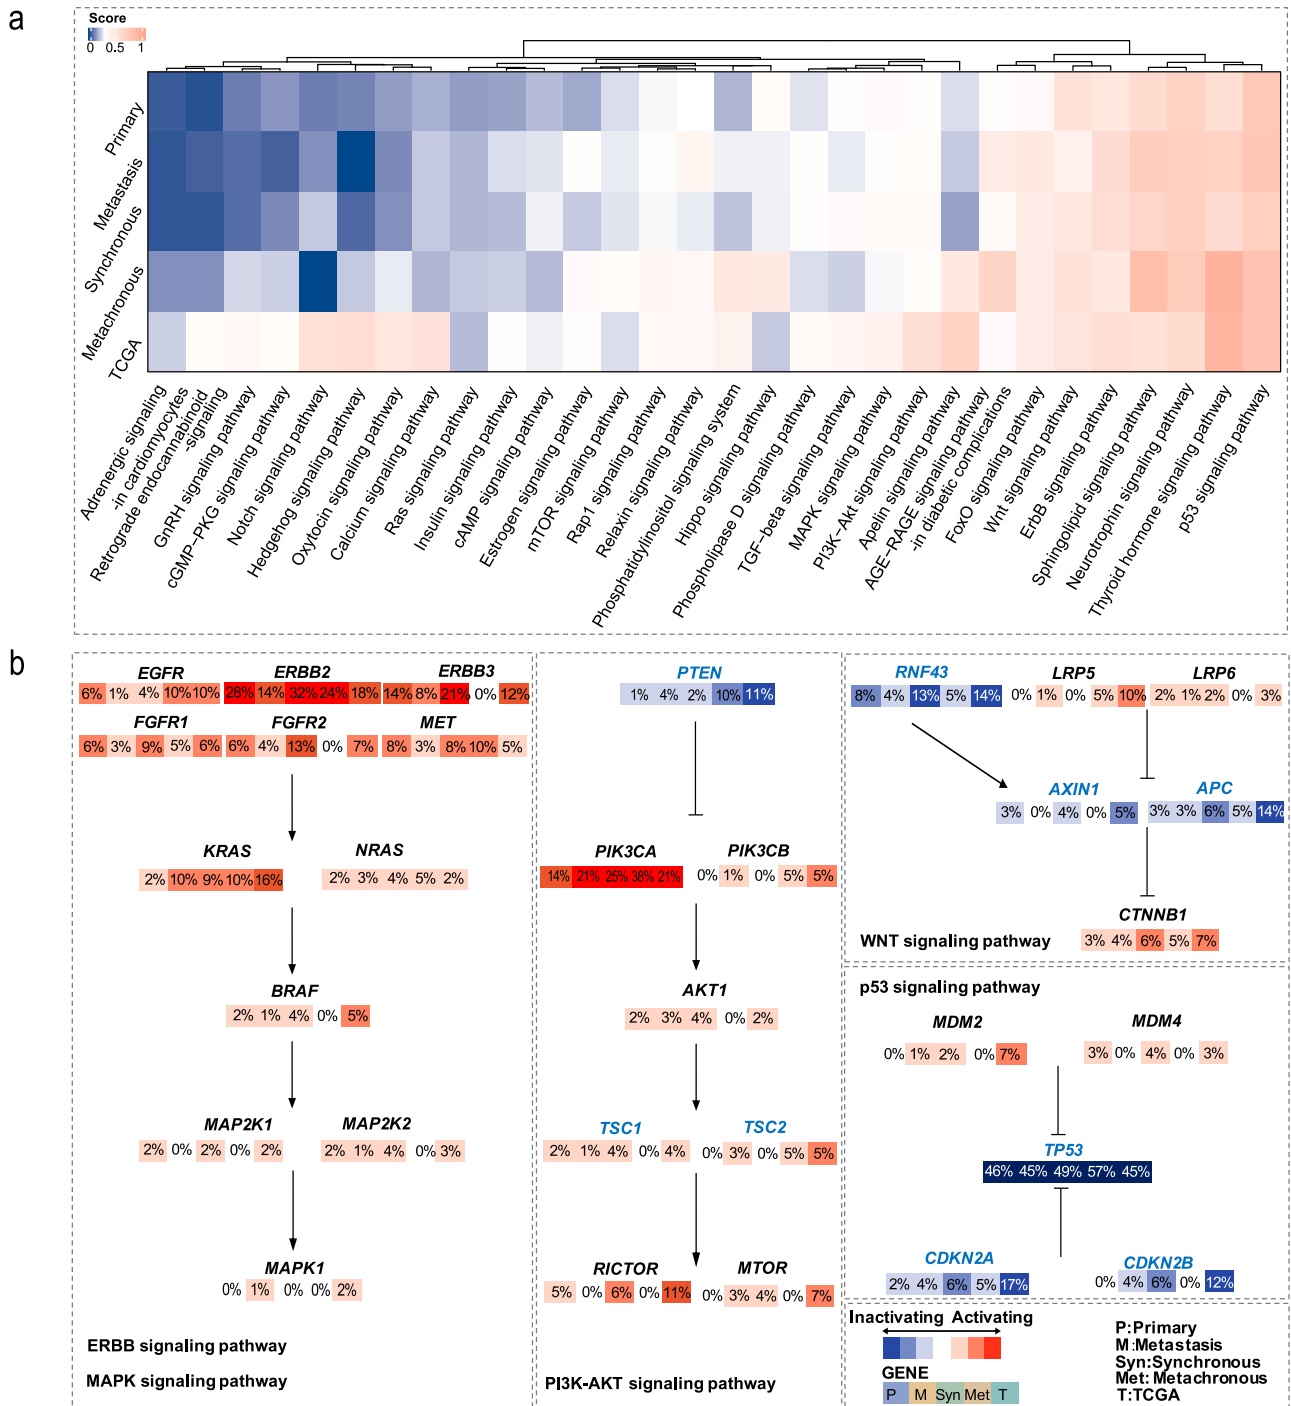 a
Score
0 0.5 1
Primary
Metastasis
Synchronous
Metachronous
TCGA
Adrenergic signaling
-in cardiomyocytes
Retrograde endocannabinoid
-signaling
GnRH signaling pathway
cGMP−PKG signaling pathway
Notch signaling pathway
Hedgehog signaling pathway
Oxytocin signaling pathway
Calcium signaling pathway
Ras signaling pathway
Insulin signaling pathway
cAMP signaling pathway
Estrogen signaling pathway
mTOR signaling pathway
Rap1 signaling pathway
Relaxin signaling pathway
Phosphatidylinositol signaling system
Hippo signaling pathway
Phospholipase D signaling pathway
TGF−beta signaling pathway
MAPK signaling pathway
PI3K−Akt signaling pathway
Apelin signaling pathway
AGE−RAGE signaling pathway
-in diabetic complications
FoxO signaling pathway
Wnt signaling pathway
ErbB signaling pathway
Sphingolipid signaling pathway
Neurotrophin signaling pathway
Thyroid hormone signaling pathway
p53 signaling pathway
b
EGFR ERBB2 ERBB3
6% 1% 4% 10% 10% 28% 14% 32% 24% 18% 14% 8% 21% 0% 12%
FGFR1 FGFR2 MET
6% 3% 9% 5% 6% 6% 4% 13% 0% 7% 8% 3% 8% 10% 5%
KRAS NRAS
2% 10% 9% 10% 16% 2% 3% 4% 5% 2%
BRAF
2% 1% 4% 0% 5%
MAP2K1 MAP2K2
2% 0% 2% 0% 2% 2% 1% 4% 0% 3%
MAPK1
0% 1% 0% 0% 2%
ERBB signaling pathway
MAPK signaling pathway
PTEN
1% 4% 2% 10% 11%
PIK3CA PIK3CB
14% 21% 25% 38% 21% 0% 1% 0% 5% 5%
AKT1
2% 3% 4% 0% 2%
TSC1 TSC2
2% 1% 4% 0% 4% 0% 3% 0% 5% 5%
RICTOR MTOR
5% 0% 6% 0% 11% 0% 3% 4% 0% 7%
PI3K-AKT signaling pathway
RNF43 LRP5 LRP6
8% 4% 13% 5% 14% 0% 1% 0% 5% 10% 2% 1% 2% 0% 3%
AXIN1 APC
3% 0% 4% 0% 5% 3% 3% 6% 5% 14%
CTNNB1
3% 4% 6% 5% 7%
WNT signaling pathway
p53 signaling pathway
MDM2 MDM4
0% 1% 2% 0% 7% 3% 0% 4% 0% 3%
TP53
46% 45% 49% 57% 45%
CDKN2A CDKN2B
2% 4% 6% 5% 17% 0% 4% 6% 0% 12%
Inactivating Activating
GENE
P M Syn Met T
P:Primary
M:Metastasis
Syn:Synchronous
Met: Metachronous
T:TCGA